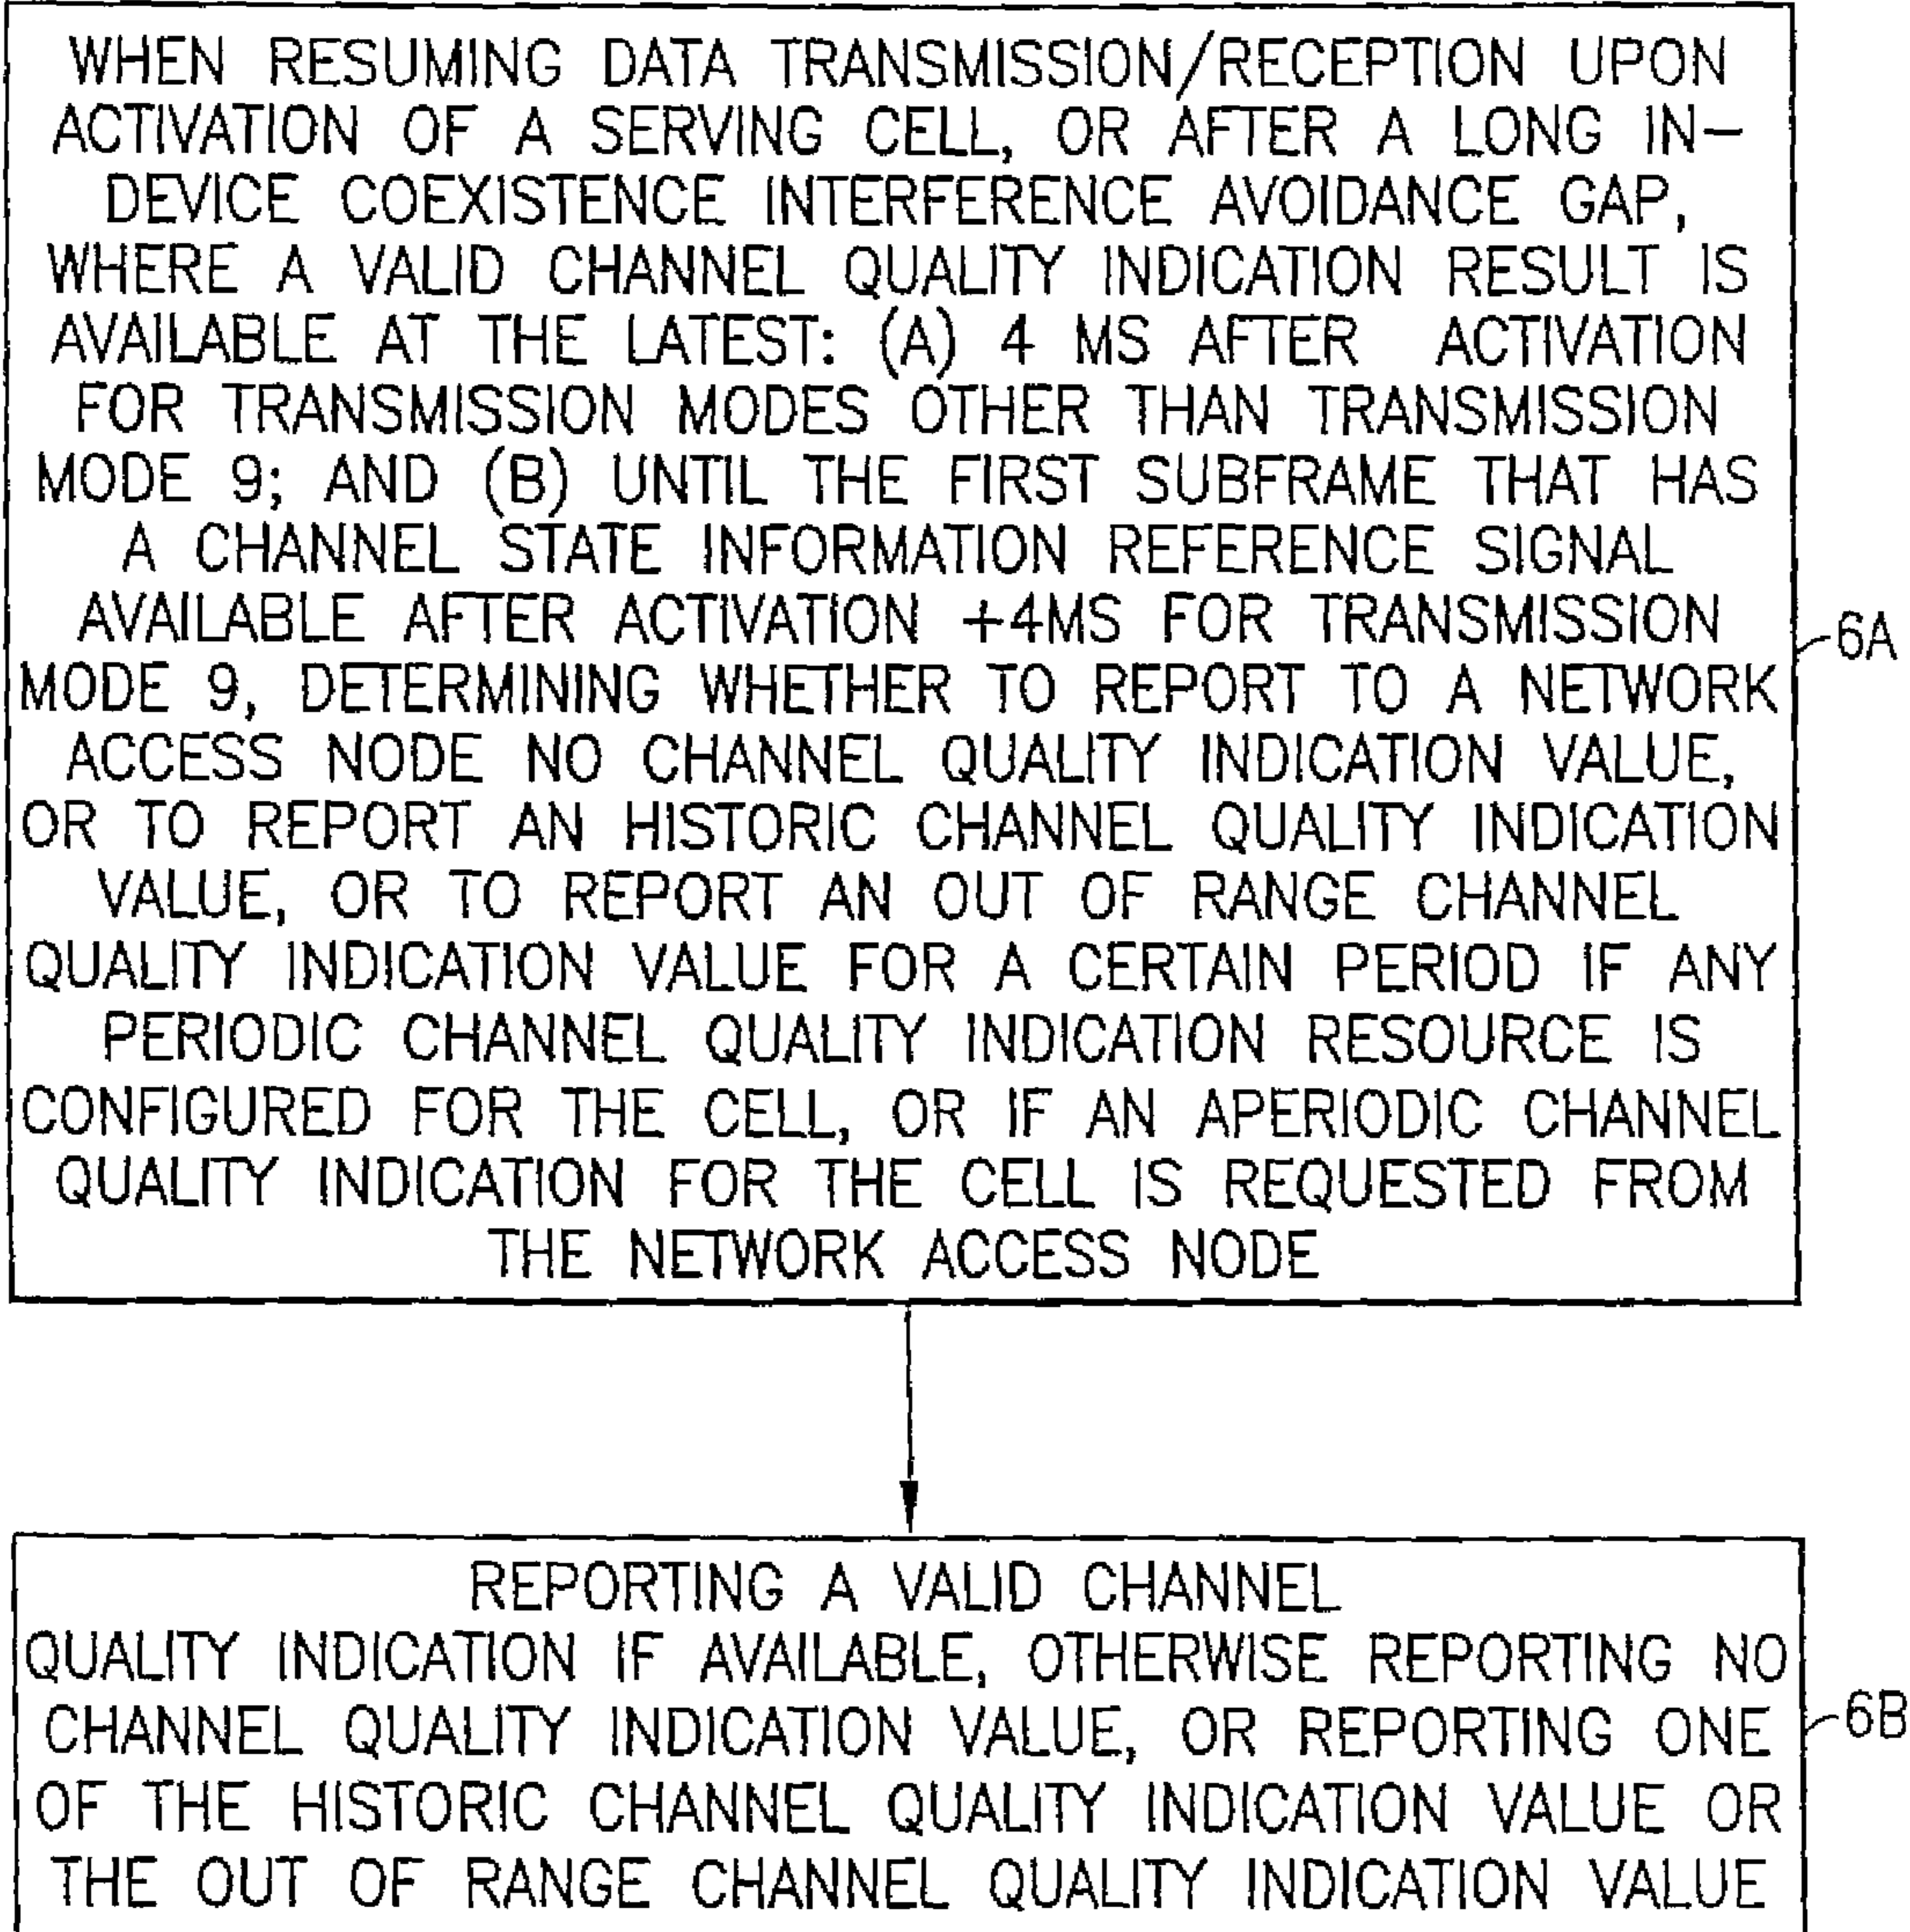 WHEN RESUMING DATA TRANSMISSION/RECEPTION UPON
ACTIVATION OF A SERVING CELL, OR AFTER A LONG IN-
DEVICE COEXISTENCE INTERFERENCE AVOIDANCE GAP,
WHERE A VALID CHANNEL QUALITY INDICATION RESULT IS
AVAILABLE AT THE LATEST: (A) 4 MS AFTER ACTIVATION
FOR TRANSMISSION MODES OTHER THAN TRANSMISSION
MODE 9; AND (B) UNTIL THE FIRST SUBFRAME THAT HAS
A CHANNEL STATE INFORMATION REFERENCE SIGNAL
AVAILABLE AFTER ACTIVATION +4MS FOR TRANSMISSION
MODE 9, DETERMINING WHETHER TO REPORT TO A NETWORK
ACCESS NODE NO CHANNEL QUALITY INDICATION VALUE,
OR TO REPORT AN HISTORIC CHANNEL QUALITY INDICATION
VALUE, OR TO REPORT AN OUT OF RANGE CHANNEL
QUALITY INDICATION VALUE FOR A CERTAIN PERIOD IF ANY
PERIODIC CHANNEL QUALITY INDICATION RESOURCE IS
CONFIGURED FOR THE CELL, OR IF AN APERIODIC CHANNEL
QUALITY INDICATION FOR THE CELL IS REQUESTED FROM
THE NETWORK ACCESS NODE
6A
REPORTING A VALID CHANNEL
QUALITY INDICATION IF AVAILABLE, OTHERWISE REPORTING NO
CHANNEL QUALITY INDICATION VALUE, OR REPORTING ONE
OF THE HISTORIC CHANNEL QUALITY INDICATION VALUE OR
THE OUT OF RANGE CHANNEL QUALITY INDICATION VALUE
6B